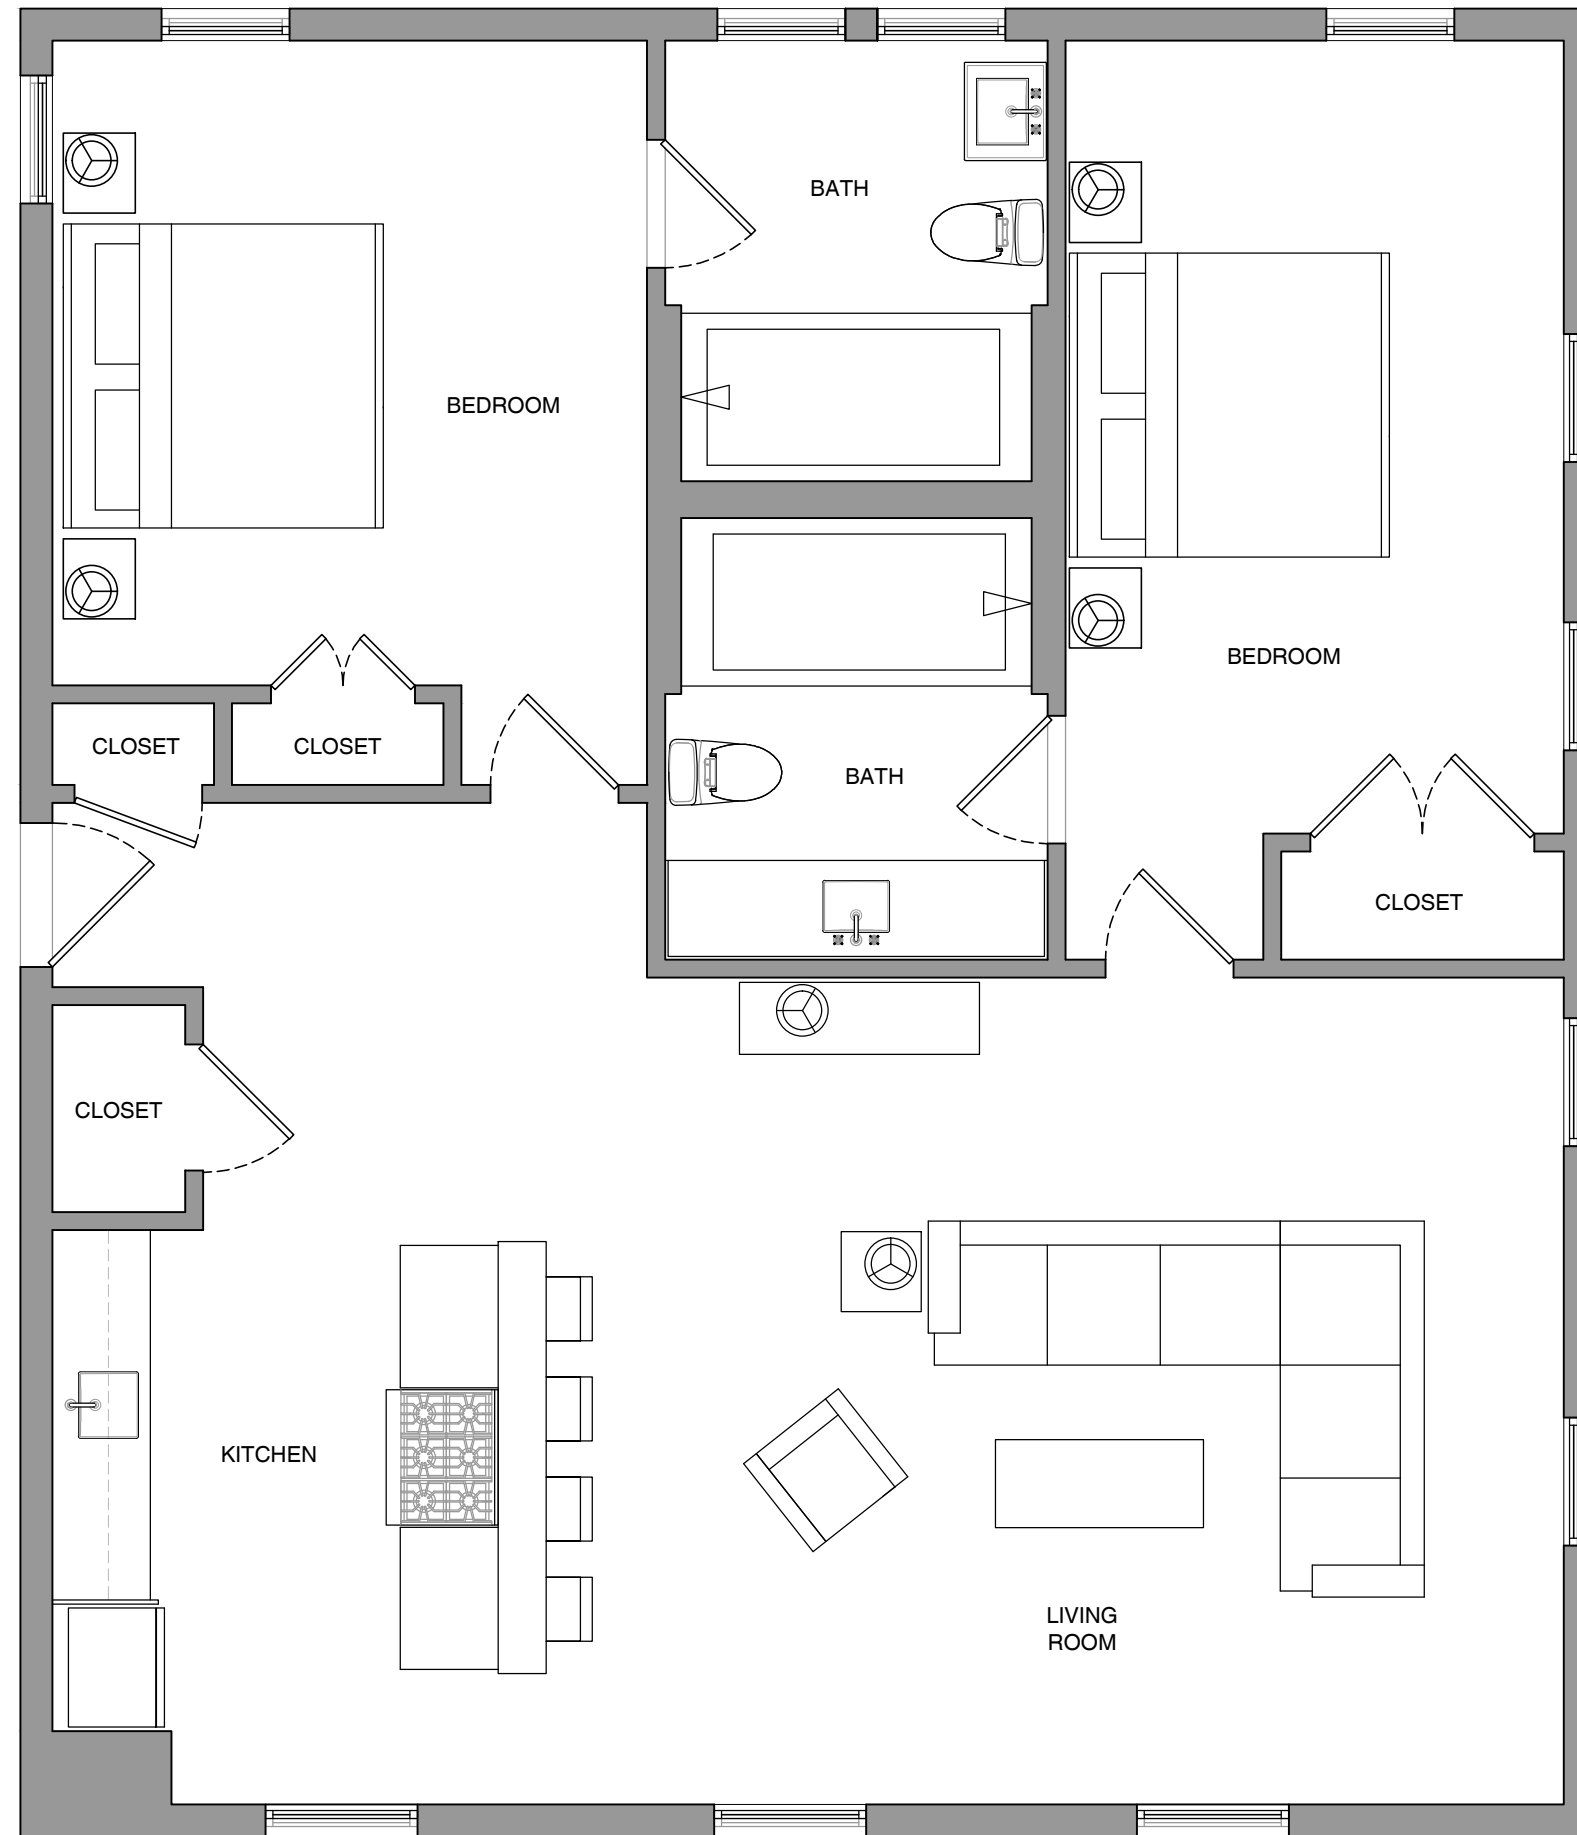 BATH
BEDROOM
BEDROOM
CLOSET
CLOSET
BATH
CLOSET
CLOSET
KITCHEN
LIVING
ROOM